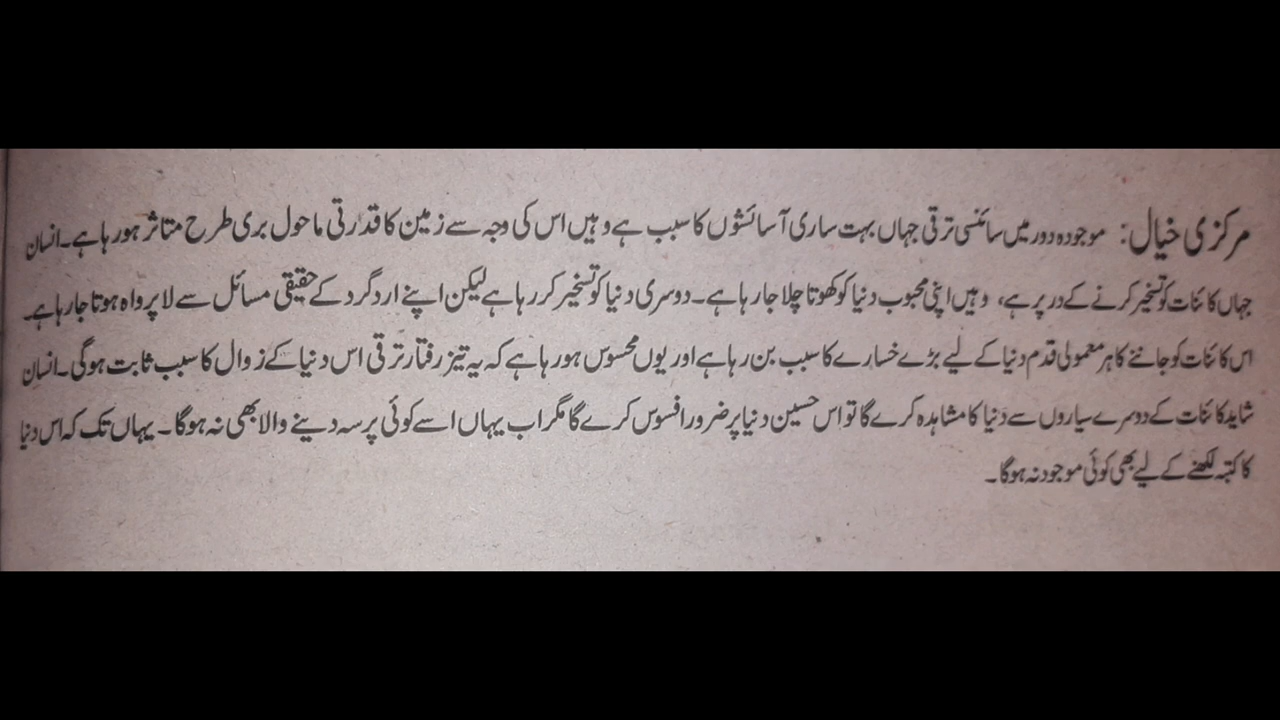 مرکزی خیال: موجودہ دور میں سائنسی ترقی جہاں بہت ساری آسائشوں کا سبب ہے وہیں اس کی وجہ سے زمین کا قدرتی ماحول بری طرح متاثر ہو رہا ہے۔ انسان
جہاں کائنات کو تسخیر کرنے کے در پر ہے، وہیں اپنی محبوب دنیا کو کھوتا چلا جا رہا ہے۔ دوسری دنیا کو تسخیر کر رہا ہے لیکن اپنے ارد گرد کے حقیقی مسائل سے لا پرواہ ہوتا جا رہا ہے۔
اس کائنات کو جاننے کا ہر معمولی قدم دنیا کے لیے بڑے خسارے کا سبب بن رہا ہے اور یوں محسوس ہو رہا ہے کہ یہ تیز رفتار ترقی اس دنیا کے زوال کا سبب ثابت ہوگی۔ انسان
شاید کائنات کے دوسرے سیاروں سے دنیا کا مشاہدہ کرے گا تو اس حسین دنیا پر ضرور افسوس کرے گا مگر اب یہاں اسے کوئی پرسہ دینے والا بھی نہ ہوگا۔ یہاں تک کہ اس دنیا
کا کتبہ لکھنے کے لیے بھی کوئی موجود نہ ہوگا۔